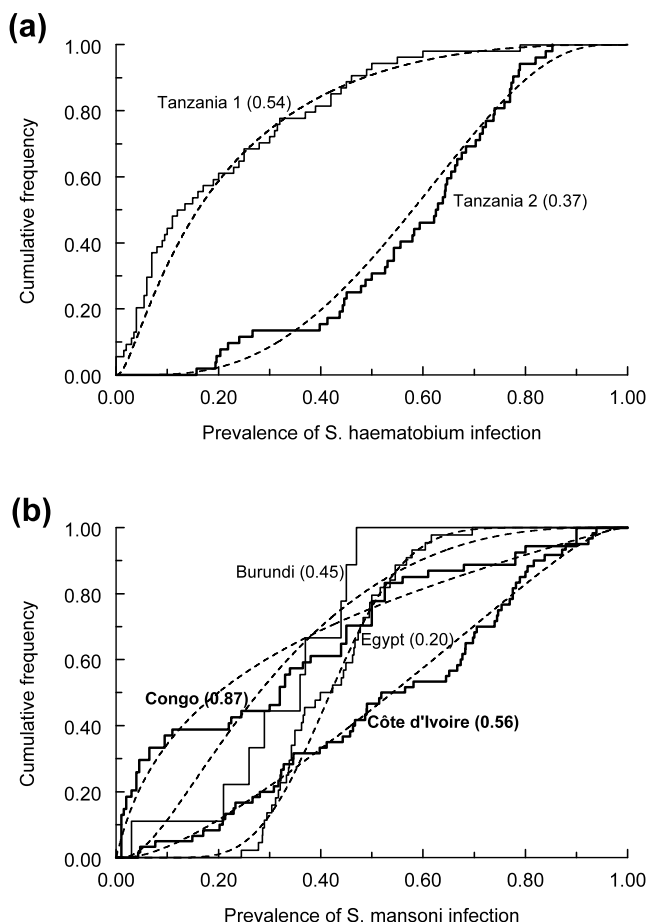 (a)
1.00
0.80
0.60
0.40
0.20
0.00
Cumulative frequency
Tanzania 1 (0.54)
Tanzania 2 (0.37)
0.00 0.20 0.40 0.60 0.80 1.00
Prevalence of S. haematobium infection
(b)
1.00
0.80
0.60
0.40
0.20
0.00
Cumulative frequency
Burundi (0.45)
Egypt (0.20)
Congo (0.87)
Côte d'Ivoire (0.56)
0.00 0.20 0.40 0.60 0.80 1.00
Prevalence of S. mansoni infection